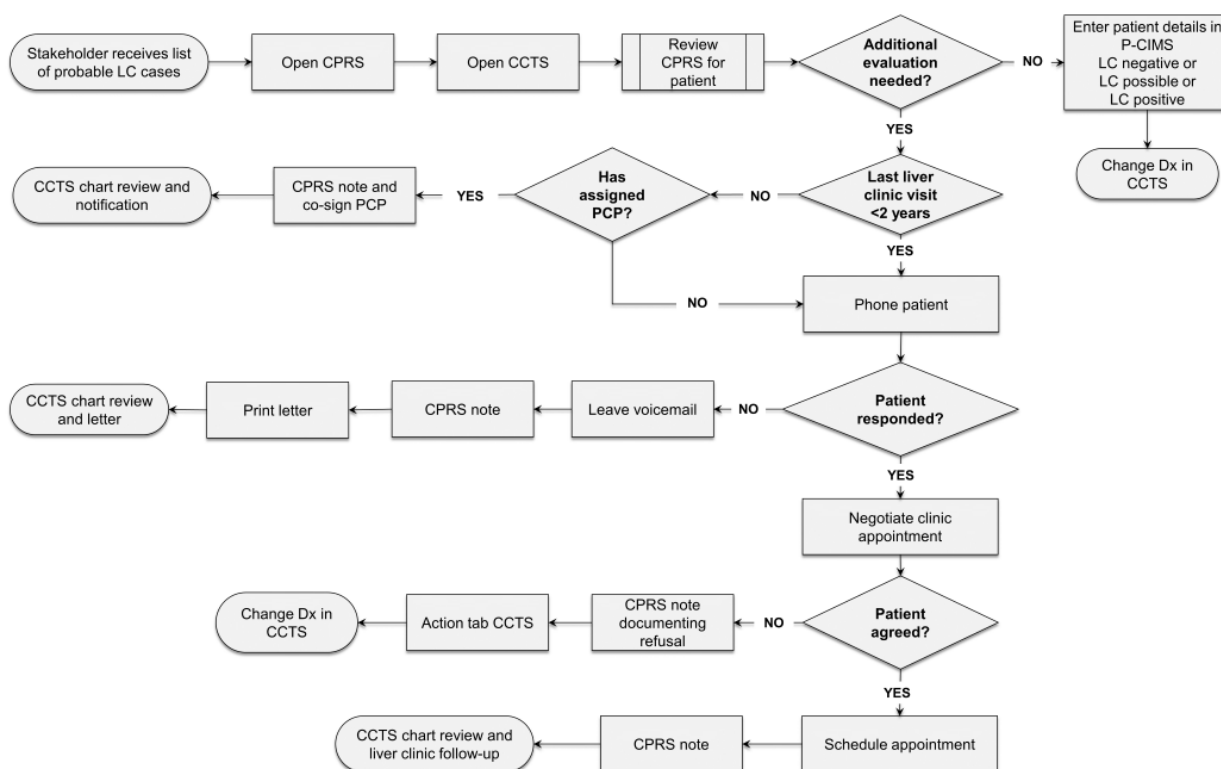 Stakeholder receives list
of probable LC cases
Open CPRS
Open CCTS
Review
CPRS for
patient
Additional
evaluation
needed?
NO
Enter patient details in
P-CIMS
LC negative or
LC possible or
LC positive
YES
Change Dx in
CCTS
CCTS chart review and
notification
CPRS note and
co-sign PCP
YES
Has
assigned
PCP?
NO
Last liver
clinic visit
<2 years
YES
NO
Phone patient
CCTS chart review
and letter
Print letter
CPRS note
Leave voicemail
NO
Patient
responded?
YES
Negotiate clinic
appointment
Change Dx in
CCTS
Action tab CCTS
CPRS note
documenting
refusal
NO
Patient
agreed?
YES
CCTS chart review and
liver clinic follow-up
CPRS note
Schedule appointment